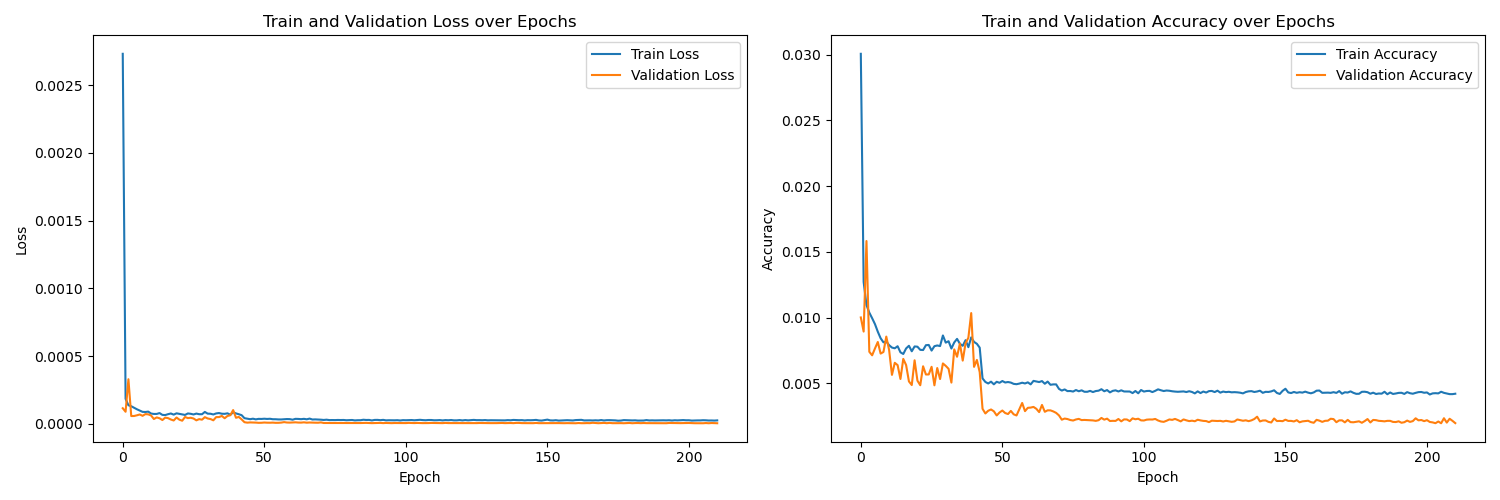 Train and Validation Loss over Epochs
Train Loss
Validation Loss
0.0025
0.0020
0.0015
0.0010
0.0005
0.0000
Loss
0
50
100
150
200
Epoch
Train and Validation Accuracy over Epochs
Train Accuracy
Validation Accuracy
0.030
0.025
0.020
0.015
0.010
0.005
Accuracy
0
50
100
150
200
Epoch